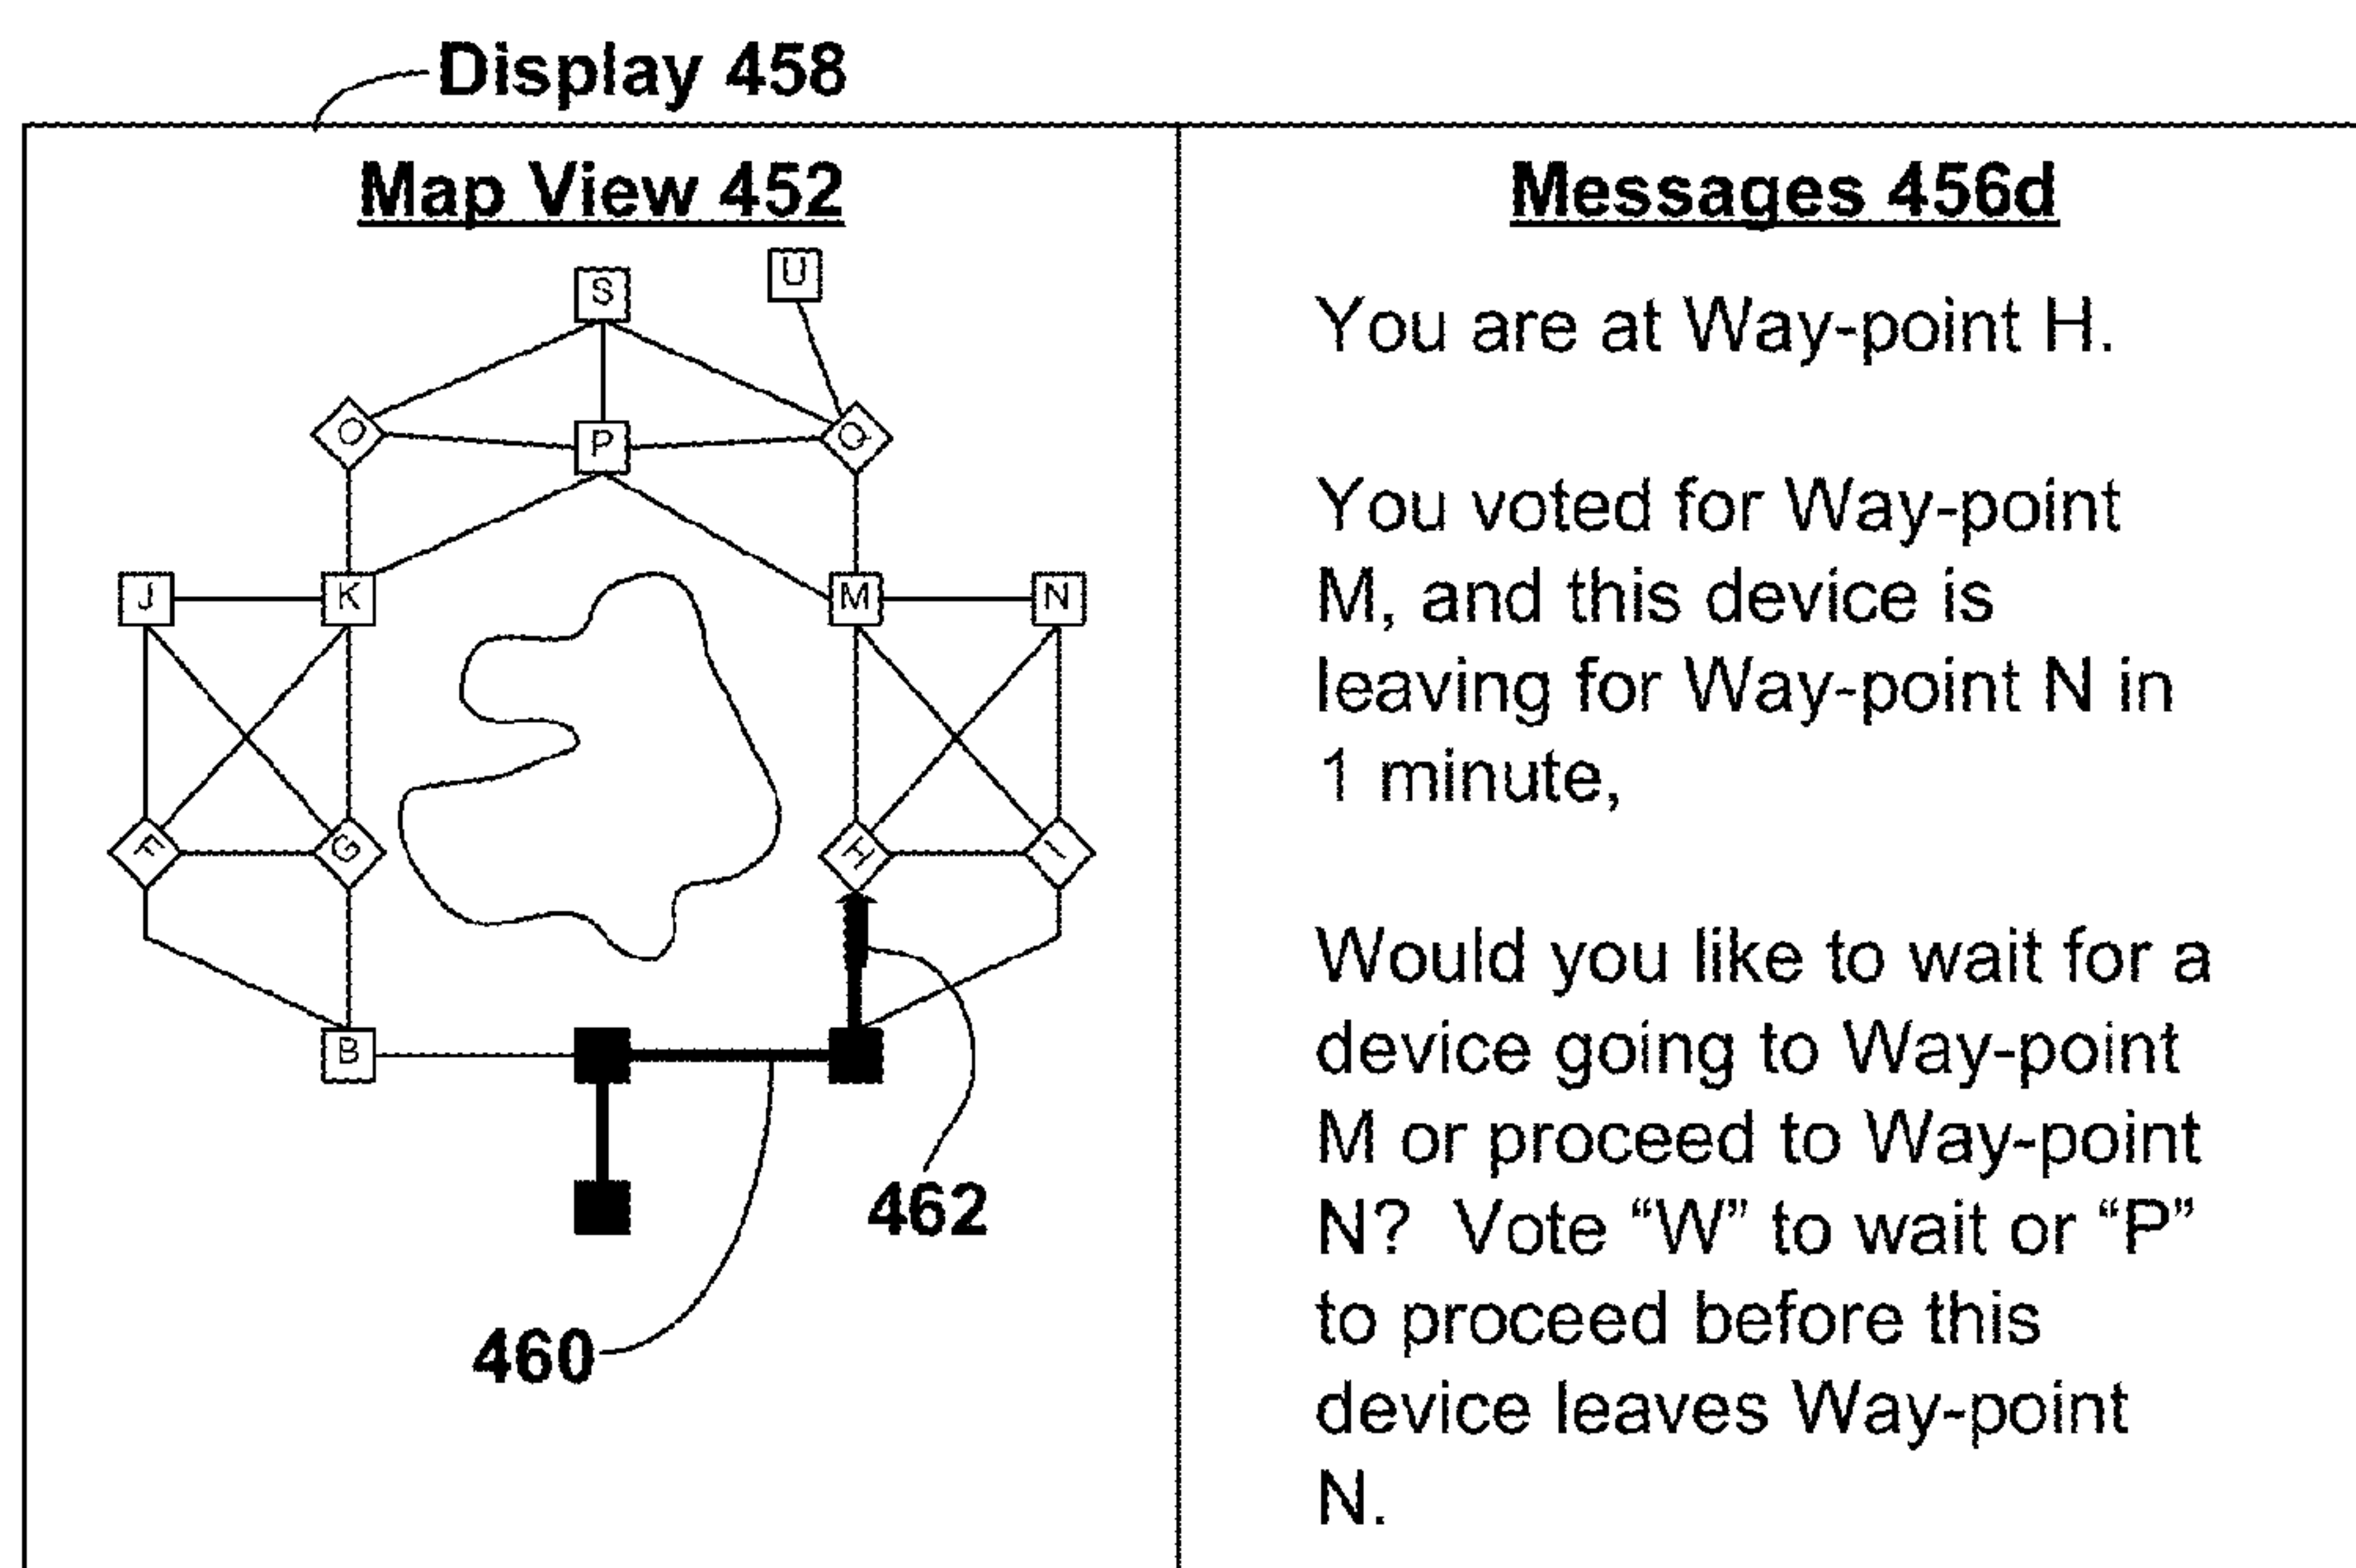 Display 458
Map View 452
S
U
O
P
Q
J
K
M
N
F
G
H
I
B
462
460
Messages 456d
You are at Way-point H.
You voted for Way-point
M, and this device is
leaving for Way-point N in
1 minute,
Would you like to wait for a
device going to Way-point
M or proceed to Way-point
N? Vote “W” to wait or “P”
to proceed before this
device leaves Way-point
N.